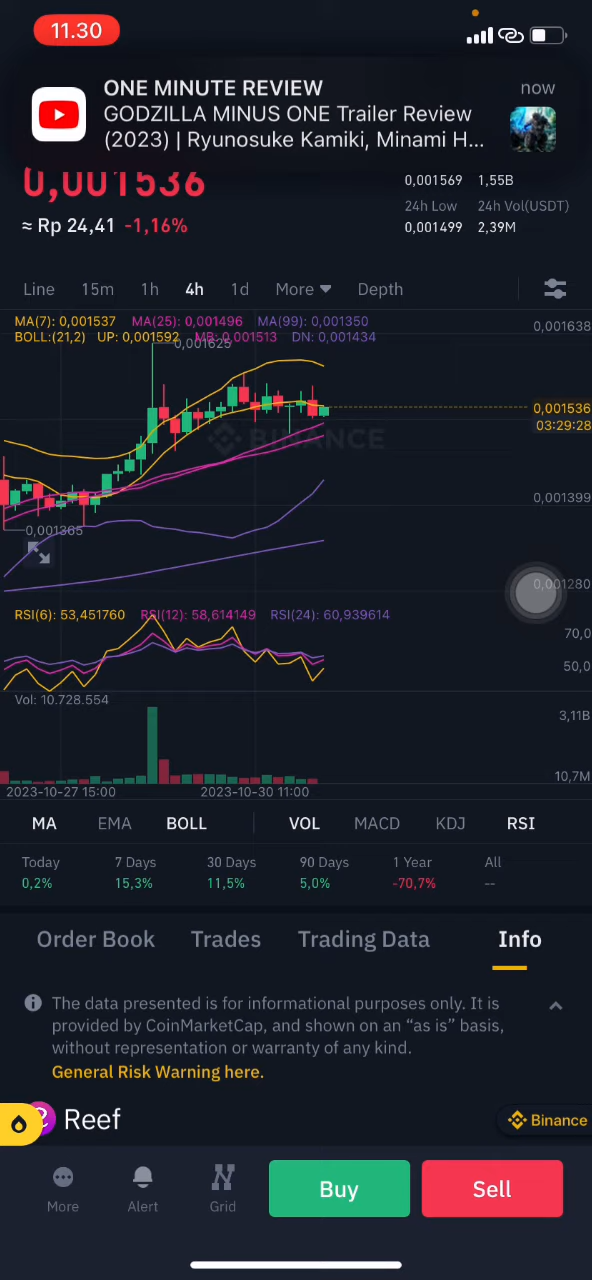 11.30
ONE MINUTE REVIEW
now
GODZILLA MINUS ONE Trailer Review
(2023) | Ryunosuke Kamiki, Minami H...
0,001536
0,001569 1,55B
24h Low 24h Vol(USDT)
≈ Rp 24,41 -1,16%
0,001499 2,39M
Line 15m 1h 4h 1d More Depth
MA(7): 0,001537 MA(25): 0,001496 MA(99): 0,001350
0,001638
BOLL:(21,2) UP: 0,001592 MB: 0,001513 DN: 0,001434
0,001625
0,001536
03:29:28
BINANCE
0,001399
0,001365
0,001280
RSI(6): 53,451760 RSI(12): 58,614149 RSI(24): 60,939614
70,0
50,0
Vol: 10.728.554
3,11B
10,7M
2023-10-27 15:00 2023-10-30 11:00
MA EMA BOLL VOL MACD KDJ RSI
Today 7 Days 30 Days 90 Days 1 Year All
0,2% 15,3% 11,5% 5,0% -70,7% --
Order Book Trades Trading Data Info
The data presented is for informational purposes only. It is
provided by CoinMarketCap, and shown on an “as is” basis,
without representation or warranty of any kind.
General Risk Warning here.
Reef
Binance
More Alert Grid Buy Sell